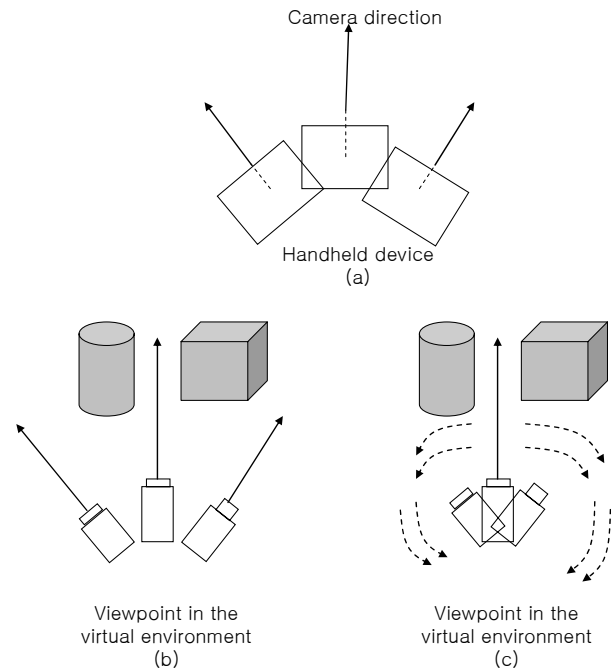 Camera direction
Handheld device
(a)
Viewpoint in the
virtual environment
(b)
Viewpoint in the
virtual environment
(c)